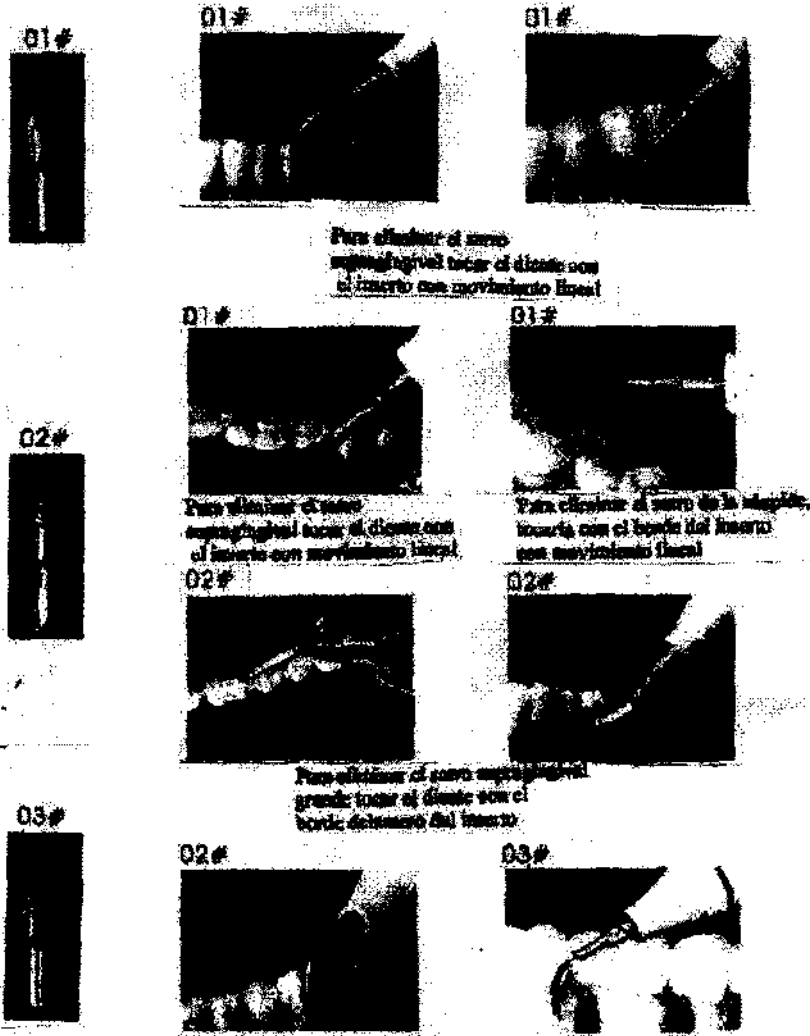 01#
01#
01#
Para eliminar el sarro
supragingival tocar el diente con
el inserto con movimiento lineal
01#
01#
02#
Para eliminar el sarro
supragingival tocar el diente con
el inserto con movimiento lineal
Para eliminar el sarro de la
tocarla con el borde del inserto
con movimiento lineal
02#
02#
Para eliminar el sarro supragingival
grande tocar el diente con el
borde delantero del inserto
03#
02#
03#